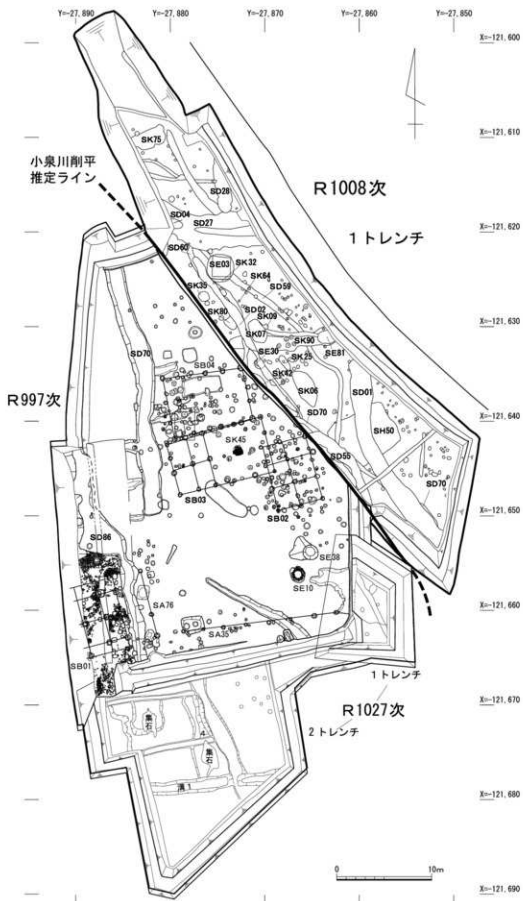 Y=-27,890
Y=-27,880
Y=-27,870
Y=-27,860
Y=-27,850
X=-121,600
X=-121,610
X=-121,620
X=-121,630
X=-121,640
X=-121,650
X=-121,660
X=-121,670
X=-121,680
X=-121,690
小泉川削平
推定ライン
R1008次
1トレンチ
SK75
SD28
SD04
SD27
SD60
SE03
SK32
SK64
SK35
SD59
SD02
SK80
SK09
SK07
SK90
SE30
SK25
SE81
SK42
SK06
SD01
SD70
SH50
SD55
SD70
R997次
SD70
SB04
SK45
SB03
SB02
SD86
SE38
SE10
SA76
SA35
SB01
1トレンチ
R1027次
2トレンチ
集石
4
集石
溝1
0
10m